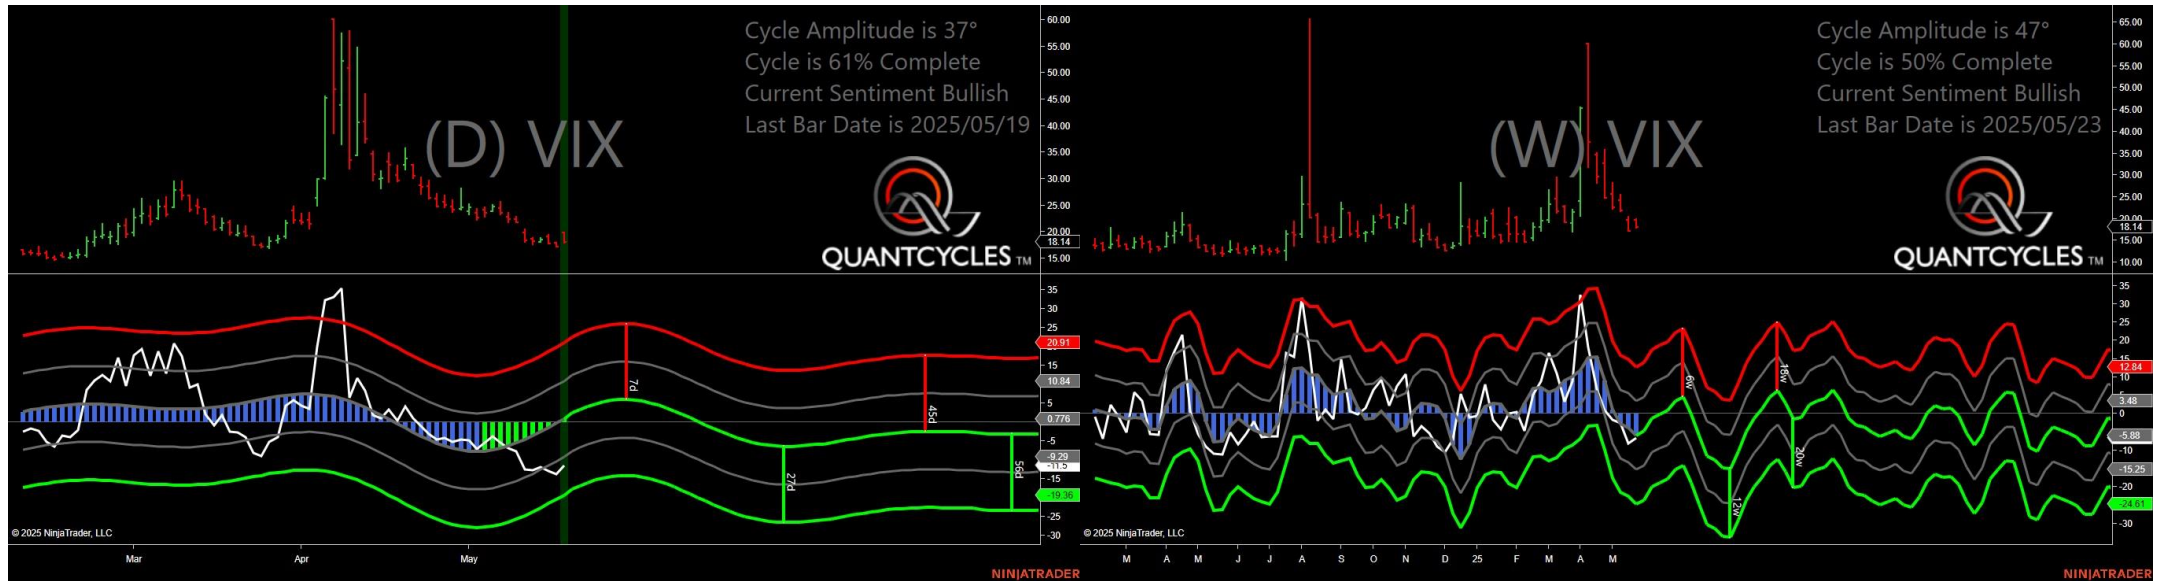 Cycle Amplitude is 37°
Cycle is 61% Complete
Current Sentiment Bullish
Last Bar Date is 2025/05/19
(D) VIX
QUANTCYCLES TM
60.00
55.00
50.00
45.00
40.00
35.00
30.00
25.00
20.00
18.14
15.00
35
30
25
20.91
15
10.84
5
0.776
-5
-9.29
-11.5
-15
-19.36
-25
-30
7d
27d
45d
56d
© 2025 NinjaTrader, LLC
Mar
Apr
May
NINJATRADER
Cycle Amplitude is 47°
Cycle is 50% Complete
Current Sentiment Bullish
Last Bar Date is 2025/05/23
(W) VIX
QUANTCYCLES TM
65.00
60.00
55.00
50.00
45.00
40.00
35.00
30.00
25.00
20.00
18.14
15.00
10.00
35
30
25
20
15
12.84
10
3.48
0
-5.88
-10
-15.25
-20
-24.61
-30
6w
12w
18w
20w
© 2025 NinjaTrader, LLC
M
A
M
J
J
A
S
O
N
D
25
F
M
A
M
NINJATRADER